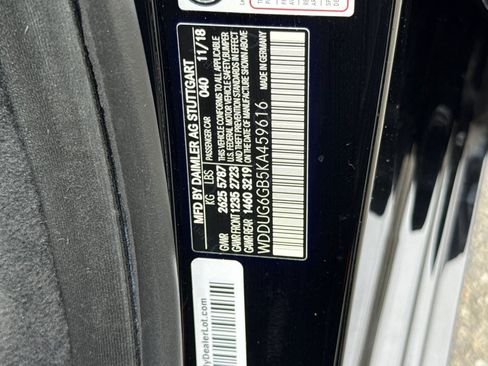 MFD BY DAIMLER AG STUTTGART
PASSENGER CAR 040 11/18
KG LBS
GVWR 2625 5787
GAWR FRONT 1235 2723
GAWR REAR 1460 3219
THIS VEHICLE CONFORMS TO ALL APPLICABLE
U.S. FEDERAL MOTOR VEHICLE SAFETY, BUMPER
AND THEFT PREVENTION STANDARDS IN EFFECT ON
THE DATE OF MANUFACTURE SHOWN ABOVE.
WDDUG6GB5KA459616 MADE IN GERMANY
yDealerLot.com